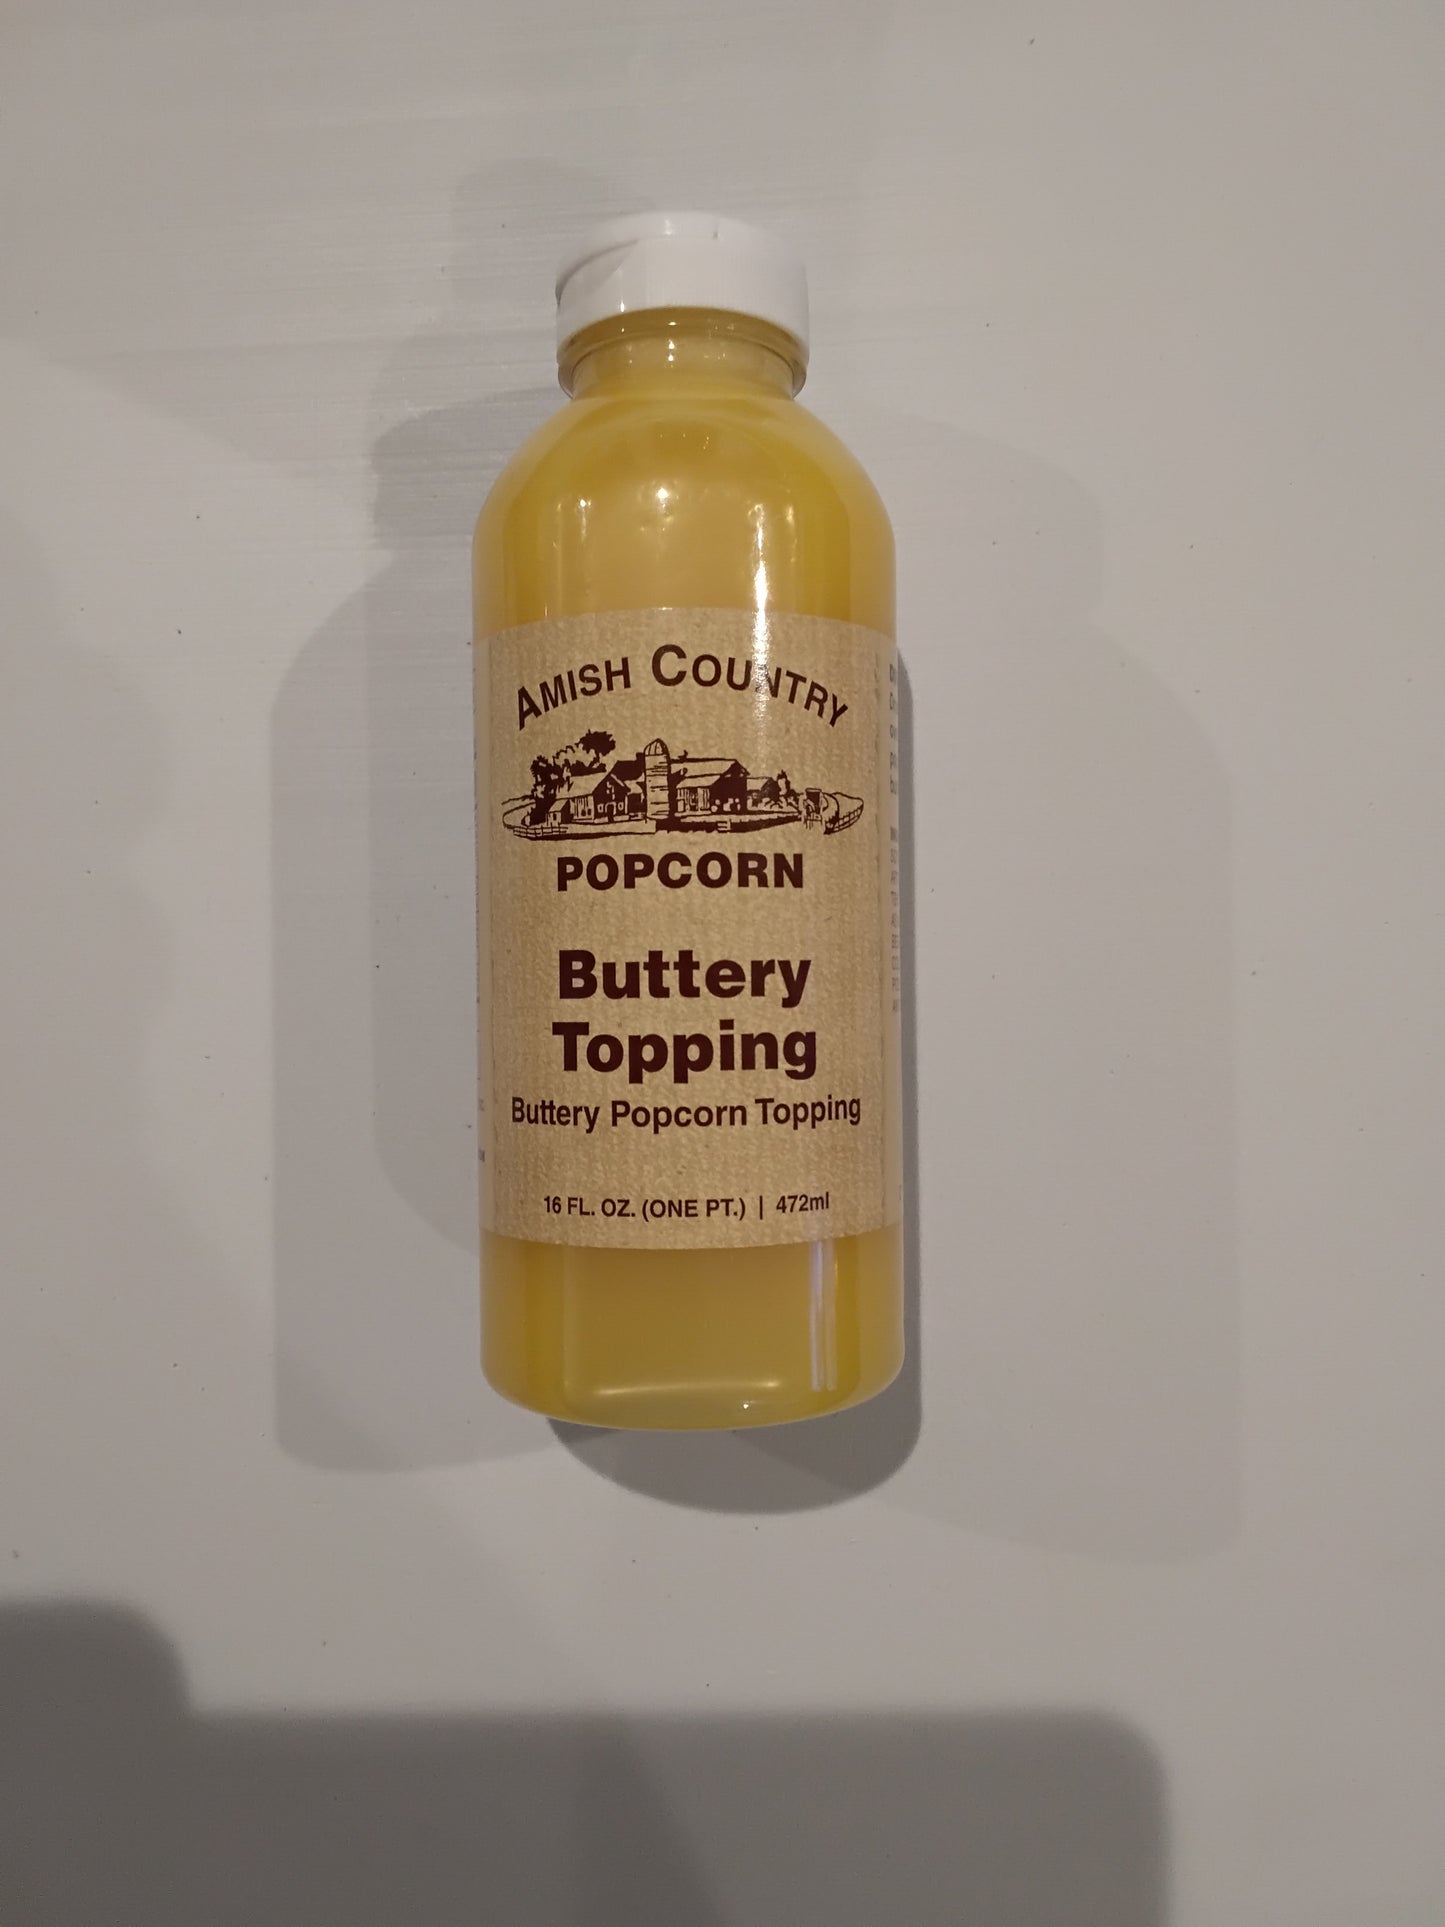 AMISH COUNTRY
POPCORN
Buttery
Topping
Buttery Popcorn Topping
16 FL. OZ. (ONE PT.) | 472ml